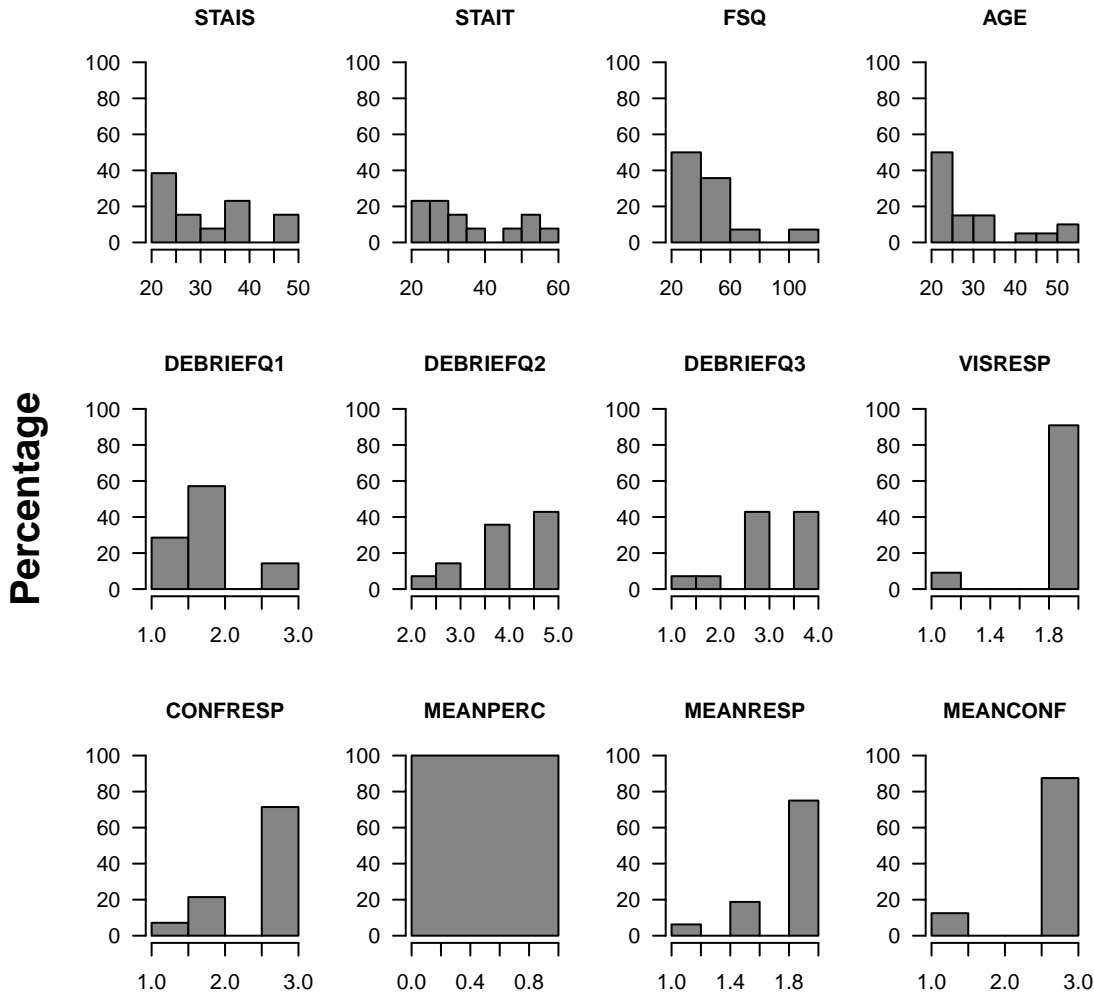 STAIS STAIT FSQ AGE
100 100 100 100
80 80 80 80
60 60 60 60
40 40 40 40
20 20 20 20
0 0 0 0
20 30 40 50 20 40 60 20 60 100 20 30 40 50
Percentage
DEBRIEFQ1 DEBRIEFQ2 DEBRIEFQ3 VISRESP
100 100 100 100
80 80 80 80
60 60 60 60
40 40 40 40
20 20 20 20
0 0 0 0
1.0 2.0 3.0 2.0 3.0 4.0 5.0 1.0 2.0 3.0 4.0 1.0 1.4 1.8
CONFRESP MEANPERC MEANRESP MEANCONF
100 100 100 100
80 80 80 80
60 60 60 60
40 40 40 40
20 20 20 20
0 0 0 0
1.0 2.0 3.0 0.0 0.4 0.8 1.0 1.4 1.8 1.0 2.0 3.0